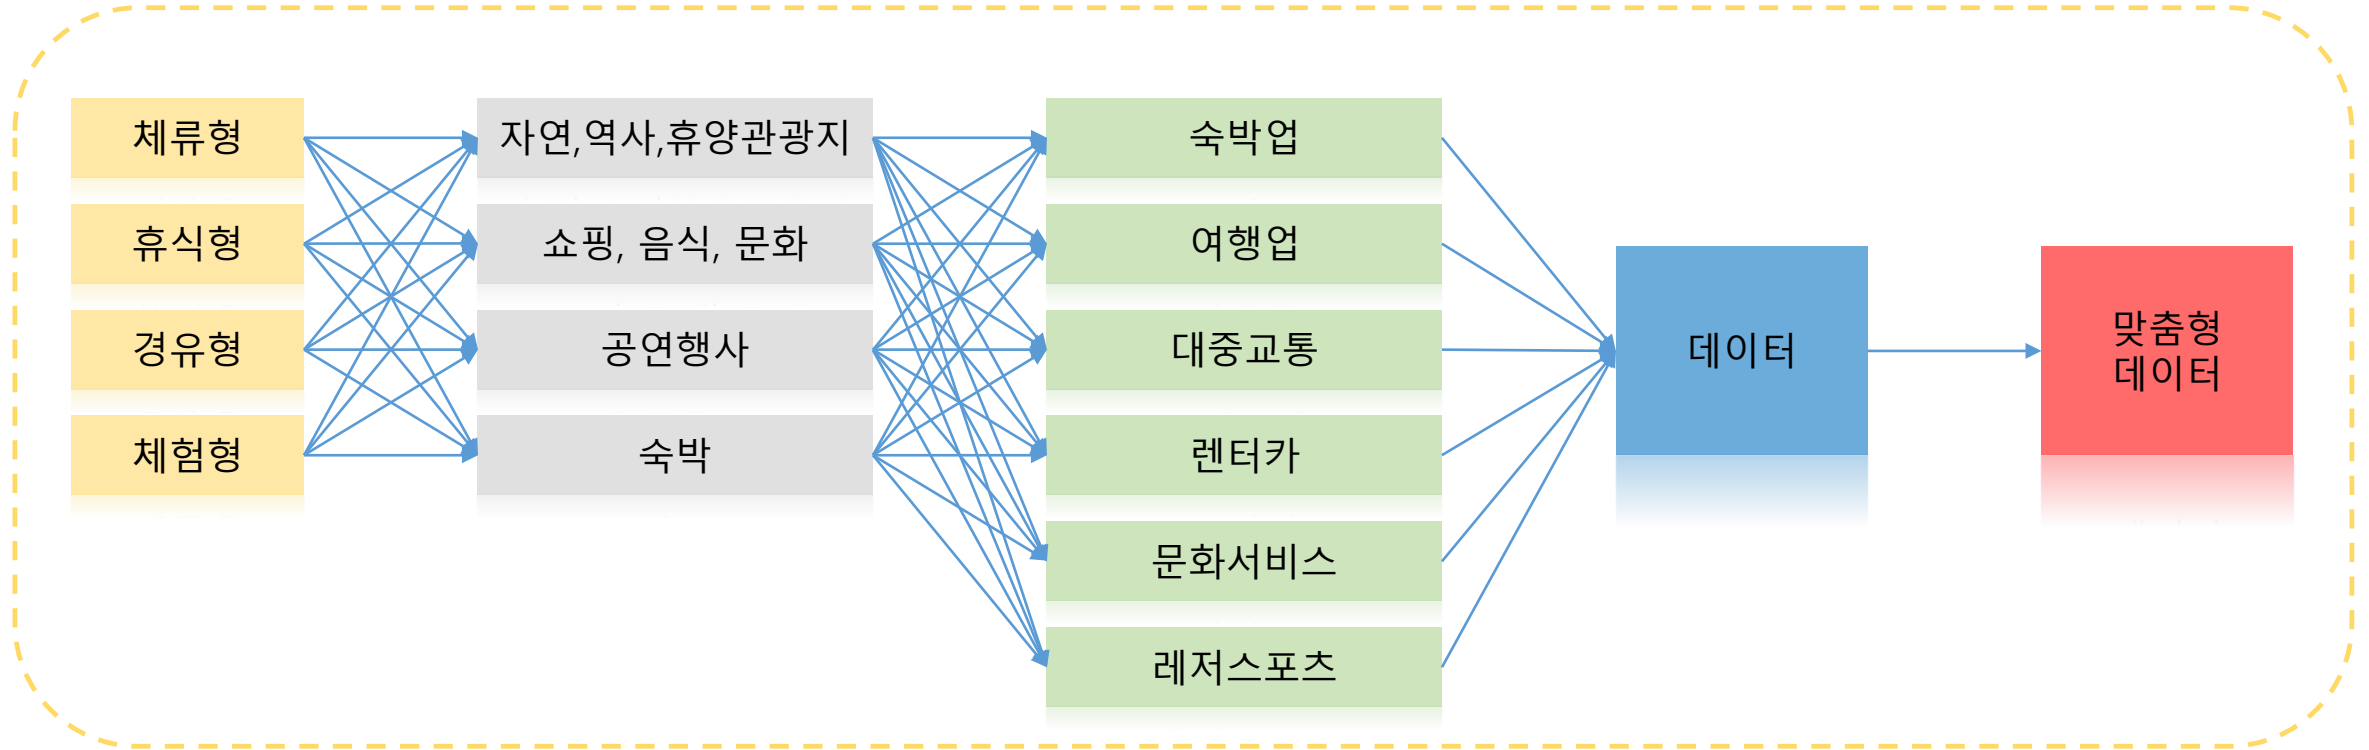 체류형
휴식형
경유형
체험형
자연,역사,휴양관광지
쇼핑, 음식, 문화
공연행사
숙박
숙박업
여행업
대중교통
렌터카
문화서비스
레저스포츠
데이터
맞춤형
데이터